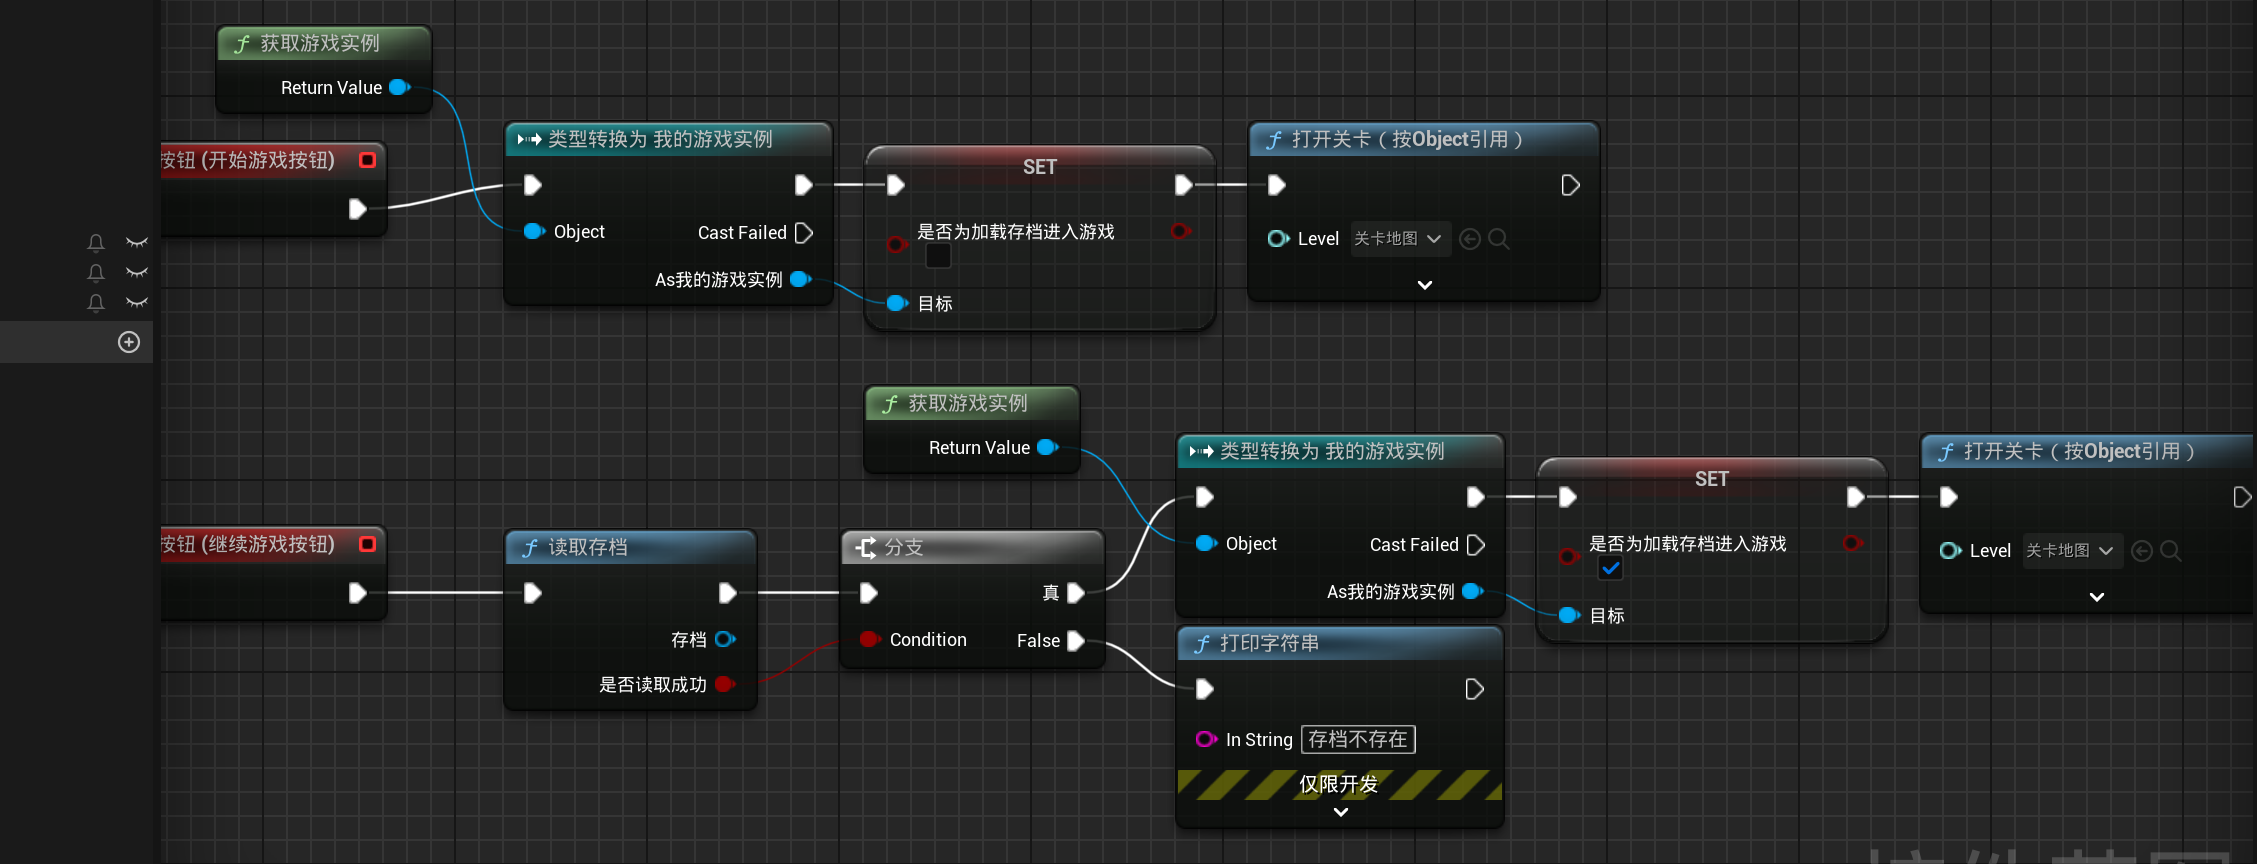 获取游戏实例
Return Value
按钮 (开始游戏按钮)
类型转换为 我的游戏实例
Object
Cast Failed
As我的游戏实例
SET
是否为加载存档进入游戏
目标
打开关卡（按Object引用）
Level 关卡地图
获取游戏实例
Return Value
按钮 (继续游戏按钮)
读取存档
存档
是否读取成功
分支
真
Condition
False
类型转换为 我的游戏实例
Object
Cast Failed
As我的游戏实例
SET
是否为加载存档进入游戏
目标
打开关卡（按Object引用）
Level 关卡地图
打印字符串
In String 存档不存在
仅限开发